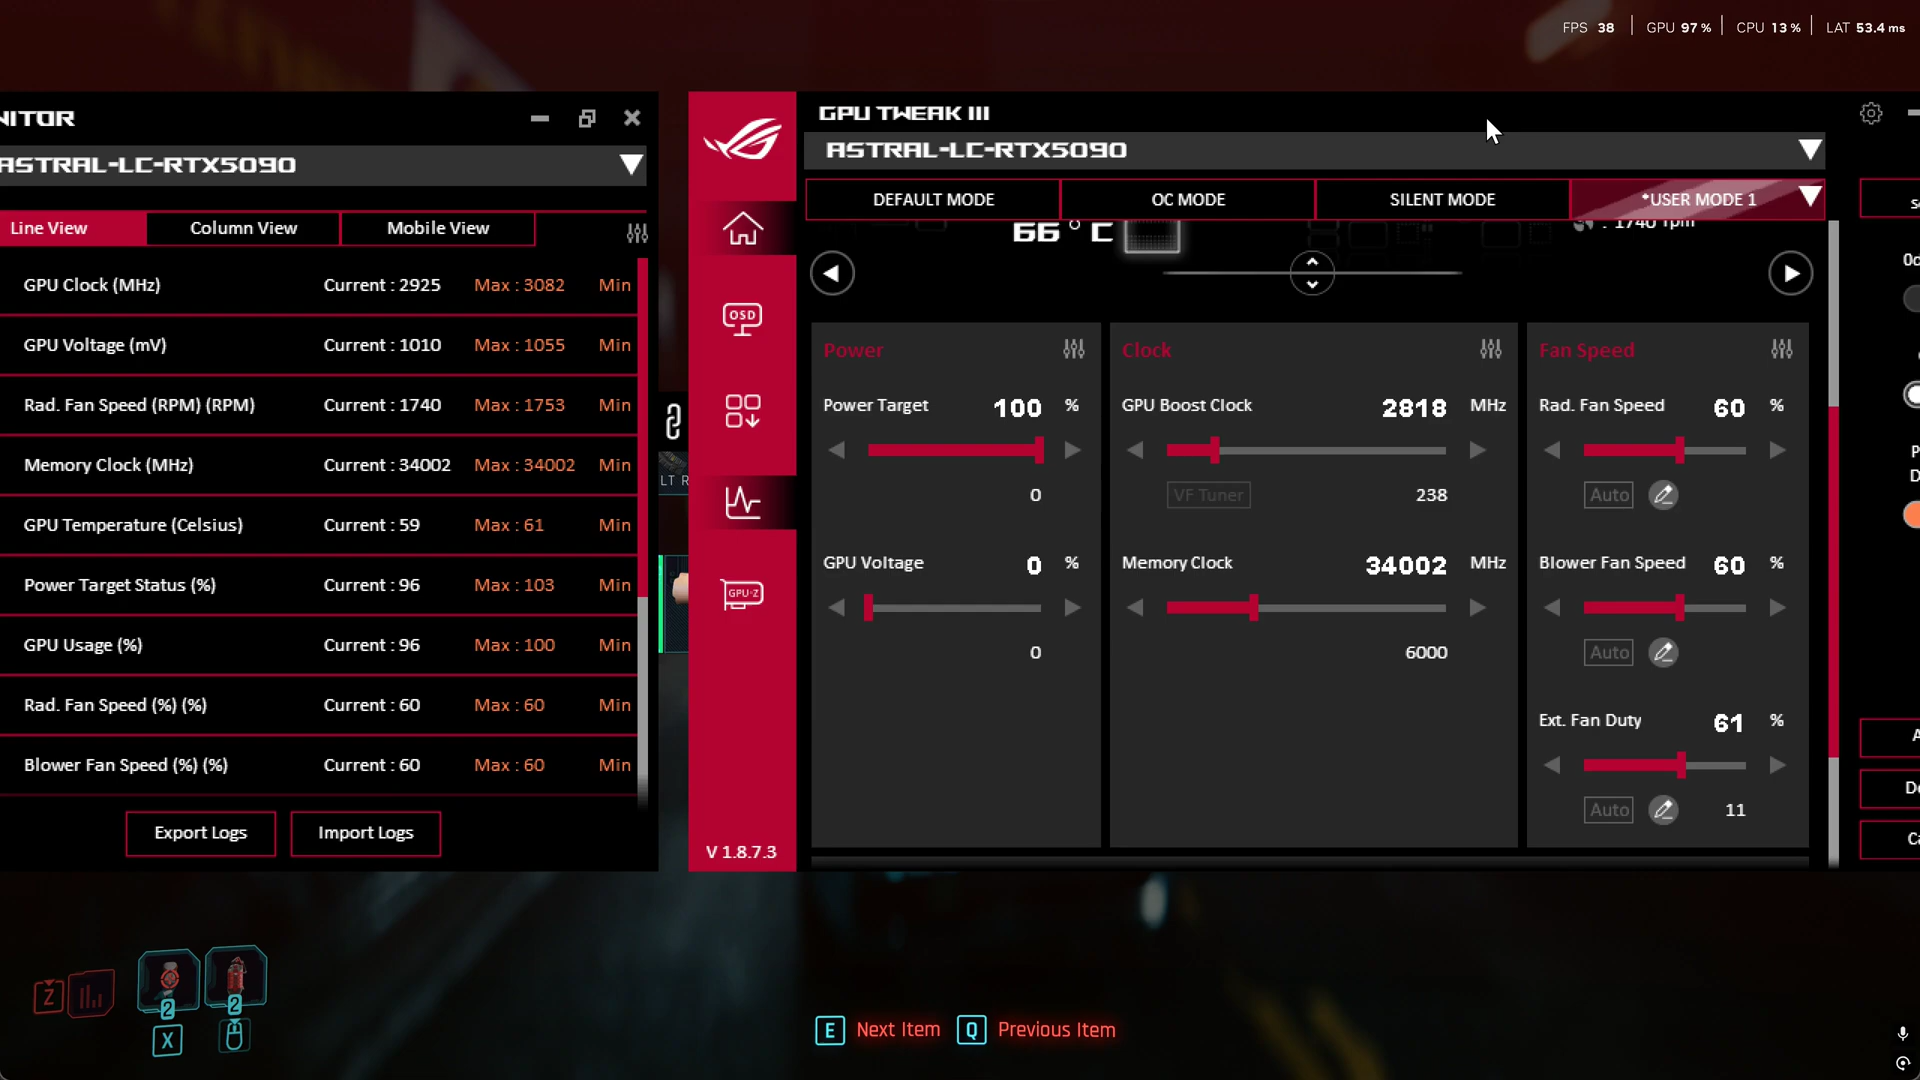 FPS 38 GPU 97 % CPU 13 % LAT 53.4 ms
NITOR
ASTRAL-LC-RTX5090
Line View Column View Mobile View
GPU Clock (MHz) Current : 2925 Max : 3082 Min
GPU Voltage (mV) Current : 1010 Max : 1055 Min
Rad. Fan Speed (RPM) (RPM) Current : 1740 Max : 1753 Min
Memory Clock (MHz) Current : 34002 Max : 34002 Min
GPU Temperature (Celsius) Current : 59 Max : 61 Min
Power Target Status (%) Current : 96 Max : 103 Min
GPU Usage (%) Current : 96 Max : 100 Min
Rad. Fan Speed (%) (%) Current : 60 Max : 60 Min
Blower Fan Speed (%) (%) Current : 60 Max : 60 Min
Export Logs Import Logs
LT R
OSD
GPU-Z
V 1.8.7.3
GPU TWEAK III
ASTRAL-LC-RTX5090
DEFAULT MODE OC MODE SILENT MODE *USER MODE 1
66 ° C : 1740 rpm
Power
Power Target 100 %
0
GPU Voltage 0 %
0
Clock
GPU Boost Clock 2818 MHz
VF Tuner 238
Memory Clock 34002 MHz
6000
Fan Speed
Rad. Fan Speed 60 %
Auto
Blower Fan Speed 60 %
Auto
Ext. Fan Duty 61 %
Auto 11
Z
2 2
X
E Next Item Q Previous Item